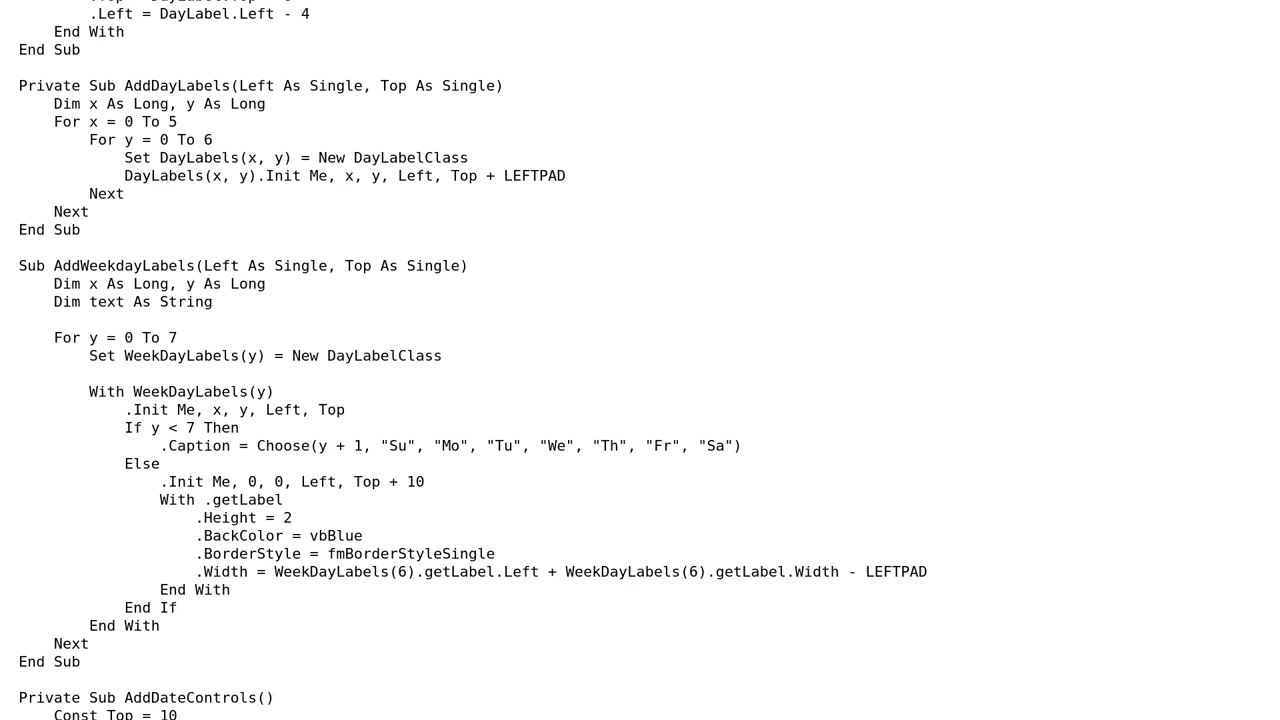 .Left = DayLabel.Left - 4
End With
End Sub
Private Sub AddDayLabels(Left As Single, Top As Single)
Dim x As Long, y As Long
For x = 0 To 5
For y = 0 To 6
Set DayLabels(x, y) = New DayLabelClass
DayLabels(x, y).Init Me, x, y, Left, Top + LEFTPAD
Next
Next
End Sub
Sub AddWeekdayLabels(Left As Single, Top As Single)
Dim x As Long, y As Long
Dim text As String
For y = 0 To 7
Set WeekDayLabels(y) = New DayLabelClass
With WeekDayLabels(y)
.Init Me, x, y, Left, Top
If y < 7 Then
.Caption = Choose(y + 1, "Su", "Mo", "Tu", "We", "Th", "Fr", "Sa")
Else
.Init Me, 0, 0, Left, Top + 10
With .getLabel
.Height = 2
.BackColor = vbBlue
.BorderStyle = fmBorderStyleSingle
.Width = WeekDayLabels(6).getLabel.Left + WeekDayLabels(6).getLabel.Width - LEFTPAD
End With
End If
End With
Next
End Sub
Private Sub AddDateControls()
Const Top = 10